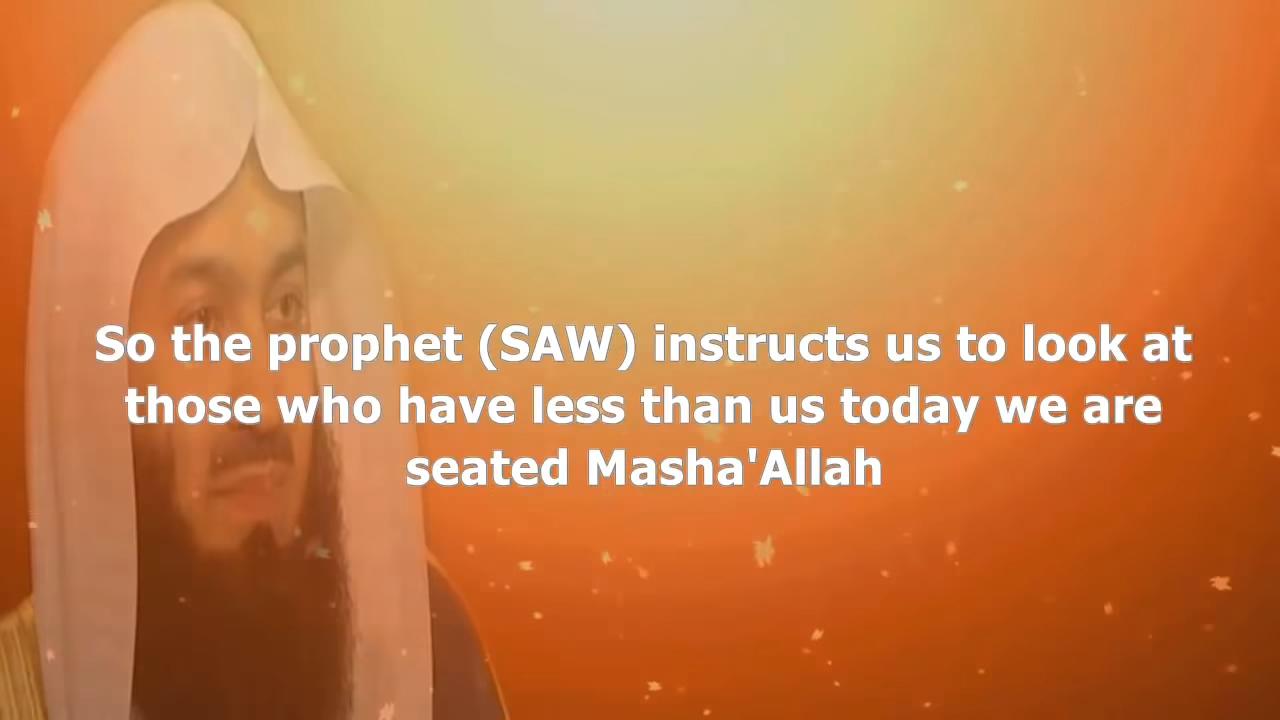 So the prophet (SAW) instructs us to look at
those who have less than us today we are
seated Masha'Allah